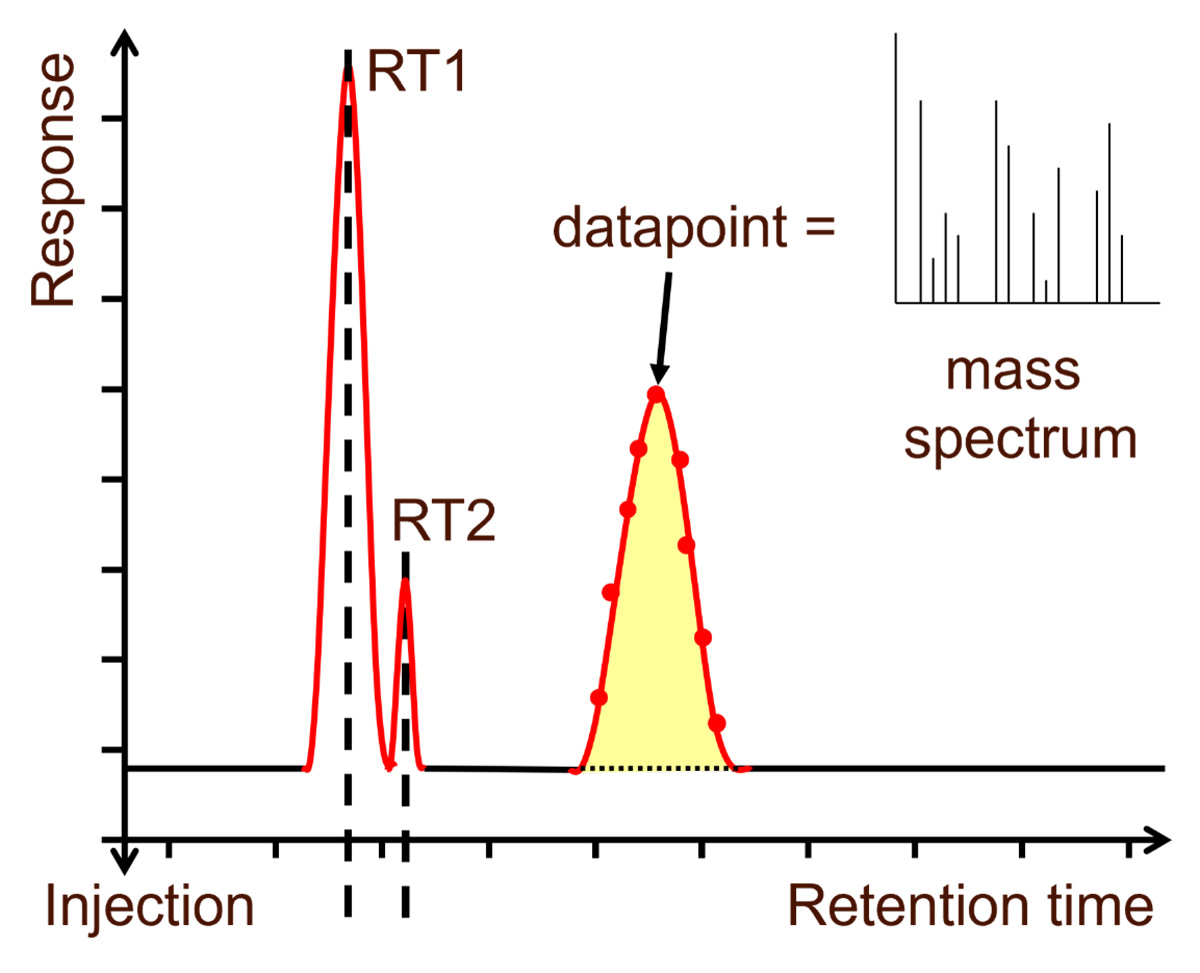 Response
RT1
RT2
datapoint =
mass
spectrum
Injection
Retention time